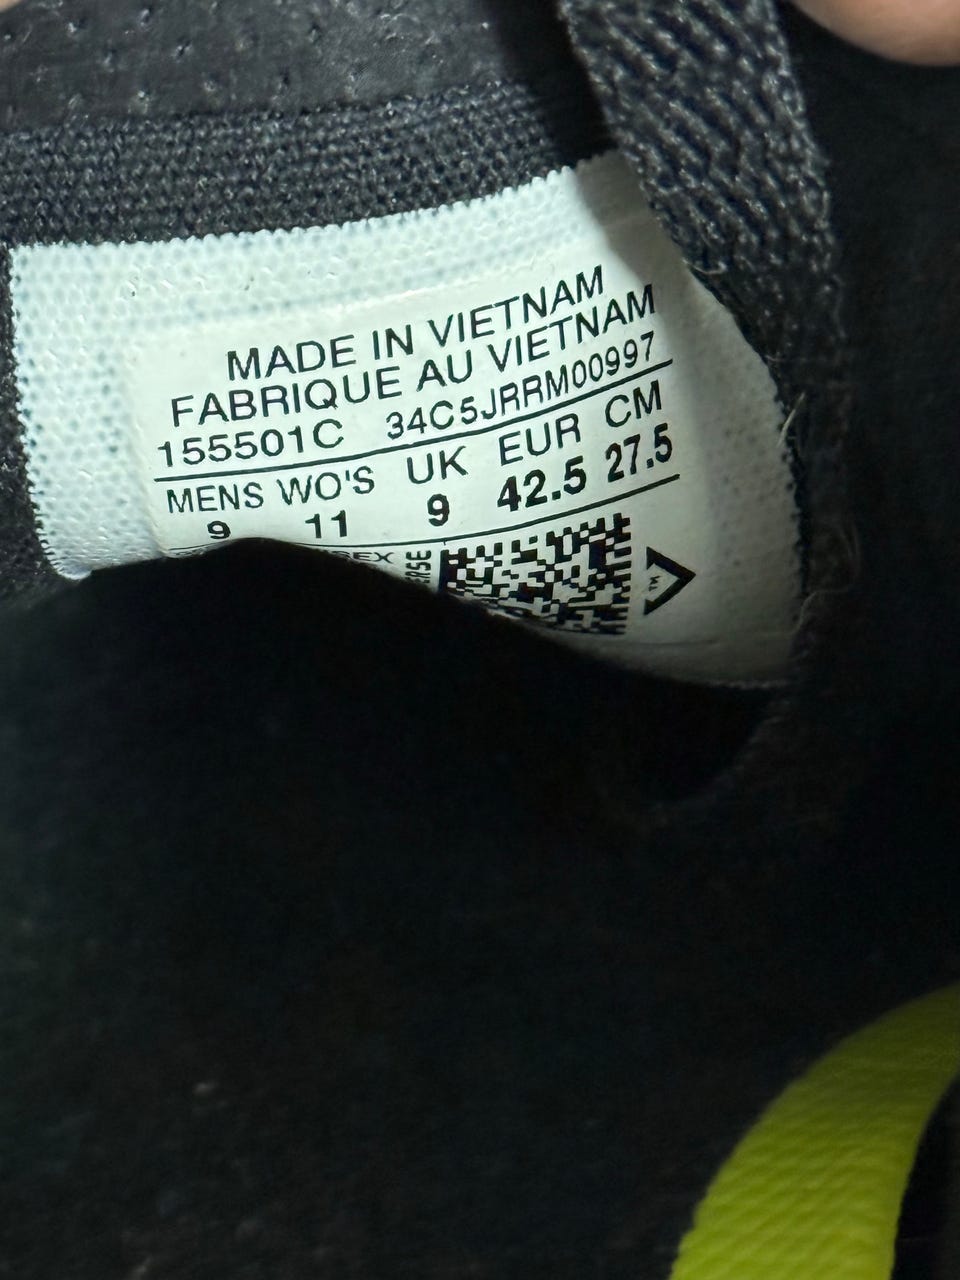 MADE IN VIETNAM
FABRIQUE AU VIETNAM
155501C 34C5JRRM00997
MENS WO'S UK EUR CM
9 11 9 42.5 27.5